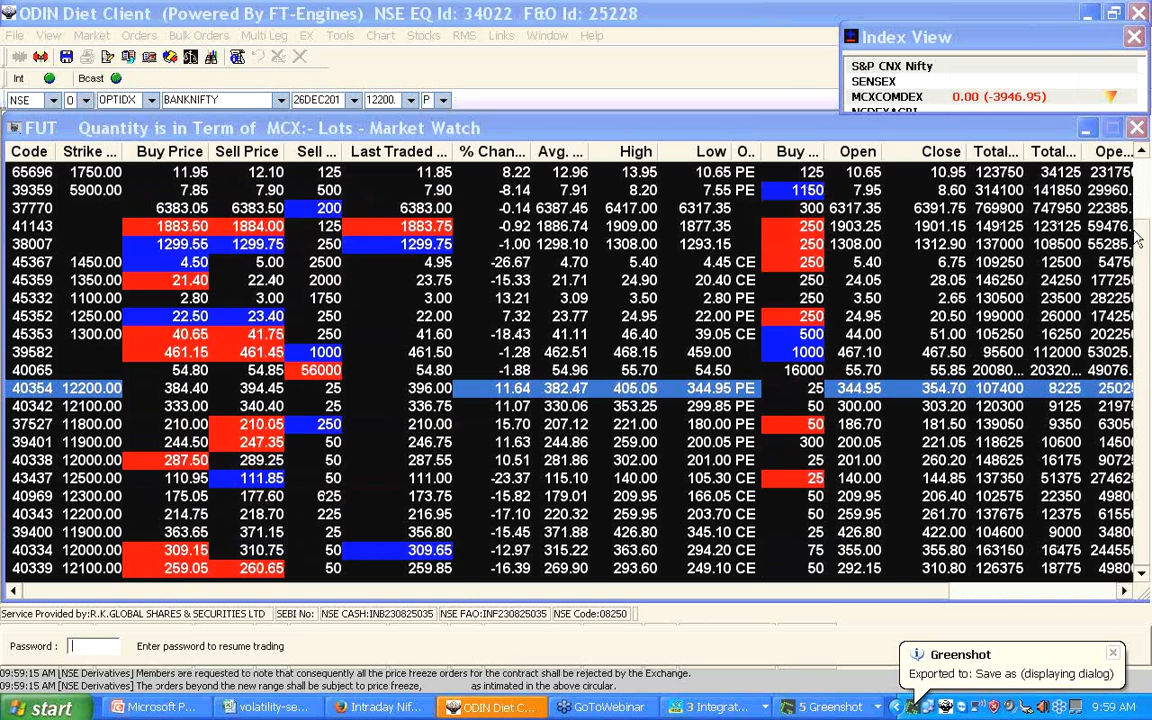 ODIN Diet Client (Powered By FT-Engines) NSE EQ Id: 34022 F&O Id: 25228
File View Market Orders Bulk Orders Multi Leg EX Tools Chart Stocks RMS Links Window Help
Index View
S&P CNX Nifty
SENSEX
MCXCOMDEX 0.00 (-3946.95)
Int Bcast
NSE O OPTIDX BANKNIFTY 26DEC201 12200. P
FUT Quantity is in Term of MCX:- Lots - Market Watch
Code Strike ... Buy Price Sell Price Sell ... Last Traded ... % Chan... Avg. ... High Low O.. Buy ... Open Close Total... Total... Ope...
65696 1750.00 11.95 12.10 125 11.85 8.22 12.96 13.95 10.65 PE 125 10.65 10.95 123750 34125 231750
39359 5900.00 7.85 7.90 500 7.90 -8.14 7.91 8.20 7.55 PE 1150 7.95 8.60 314100 141850 29960.
37770 6383.05 6383.50 200 6383.00 -0.14 6387.45 6417.00 6317.35 300 6317.35 6391.75 769900 747950 22385.
41143 1883.50 1884.00 125 1883.75 -0.92 1886.74 1909.00 1877.35 250 1903.25 1901.15 149125 123125 59476.
38007 1299.55 1299.75 250 1299.75 -1.00 1298.10 1308.00 1293.15 250 1308.00 1312.90 137000 108500 55285.
45367 1450.00 4.50 5.00 2500 4.95 -26.67 4.70 5.40 4.45 CE 250 5.40 6.75 109250 12500 54750
45359 1350.00 21.40 22.40 2000 23.75 -15.33 21.71 24.90 20.40 CE 250 24.05 28.05 146250 24500 177250
45332 1100.00 2.80 3.00 1750 3.00 13.21 3.09 3.50 2.80 PE 250 3.50 2.65 130500 23500 282250
45352 1250.00 22.50 23.40 250 22.00 7.32 23.77 24.95 22.00 PE 250 24.95 20.50 199000 26000 174250
45353 1300.00 40.65 41.75 250 41.60 -18.43 41.11 46.40 39.05 CE 500 44.00 51.00 105250 16250 202250
39582 461.15 461.45 1000 461.50 -1.28 462.51 468.15 459.00 1000 467.10 467.50 95500 112000 53025.
40065 54.80 54.85 56000 54.80 -1.88 54.96 55.70 54.50 16000 55.70 55.85 20080... 20320... 49076.
40354 12200.00 384.40 394.45 25 396.00 11.64 382.47 405.05 344.95 PE 25 344.95 354.70 107400 8225 2502
40342 12100.00 333.00 340.40 25 336.75 11.07 330.06 353.25 299.85 PE 50 300.00 303.20 120300 9125 2197
37527 11800.00 210.00 210.05 250 210.00 15.70 207.12 221.00 180.00 PE 50 186.70 181.50 139050 9350 6305
39401 11900.00 244.50 247.35 50 246.75 11.63 244.86 259.00 200.05 PE 300 200.05 221.05 118625 10600 1450
40338 12000.00 287.50 289.25 50 286.00 10.51 281.86 302.00 201.00 PE 25 201.00 260.20 148625 16175 9072
43437 12500.00 110.95 111.85 50 111.00 -23.37 115.10 140.00 105.30 CE 25 140.00 144.85 137750 51375 27462
40969 12300.00 175.05 177.60 625 173.75 -15.82 179.01 209.95 166.05 CE 50 209.95 206.40 102575 22350 4980
40343 12200.00 214.75 218.70 225 216.95 -17.10 220.32 259.95 203.70 CE 50 259.95 261.70 135875 23075 6155
39400 11900.00 363.65 371.15 25 356.80 -15.45 371.88 426.80 345.10 CE 25 426.80 422.00 104600 9000 3480
40334 12000.00 309.15 310.75 50 309.65 -12.97 315.22 363.60 294.20 CE 75 355.00 355.80 163150 16475 24455
40339 12100.00 259.05 260.65 50 259.85 -16.39 269.90 293.60 249.10 CE 50 292.15 310.80 126375 18775 4980
Service Provided by:R.K.GLOBAL SHARES & SECURITIES LTD SEBI No: NSE CASH:INB230825035 NSE FAO:INF230825035 NSE Code:08250
Password : Enter password to resume trading
09:59:15 AM [NSE Derivatives] Members are requested to note that consequently all the price freeze orders for the contract shall be rejected by the Exchange.
09:59:15 AM [NSE Derivatives] The orders beyond the new range shall be subject to price freeze, as intimated in the above circular.
Greenshot
Exported to: Save as (displaying dialog)
start Microsoft P... volatility-se... Intraday Nif... ODIN Diet C... GoToWebinar 3 Integrat... 5 Greenshot 9:59 AM